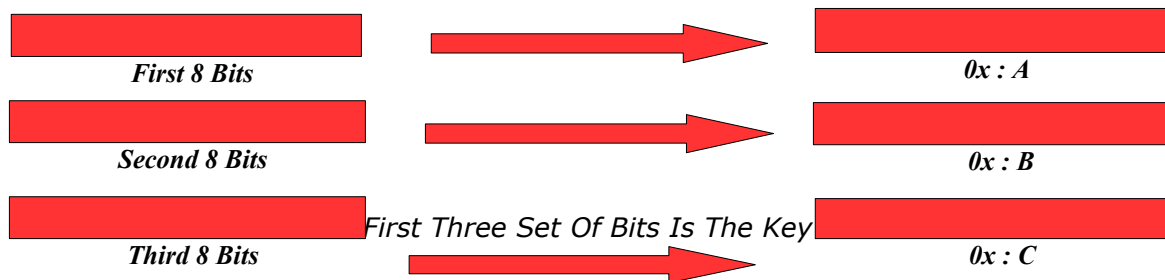 First 8 Bits
0x : A
Second 8 Bits
0x : B
First Three Set Of Bits Is The Key
Third 8 Bits
0x : C